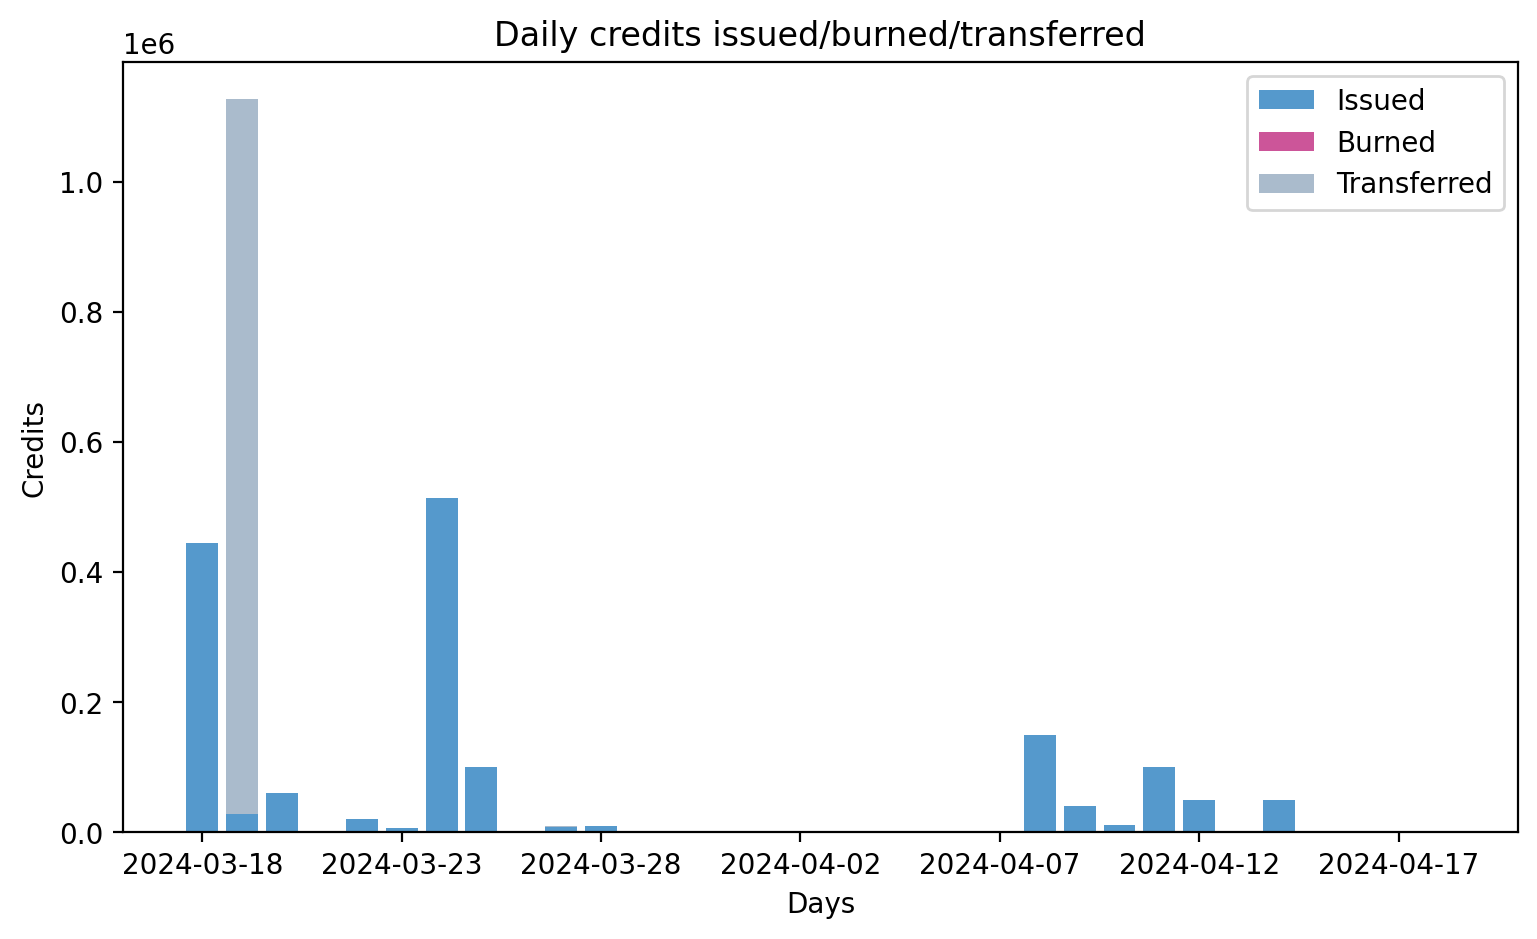 Daily credits issued/burned/transferred
1e6
Issued
Burned
Transferred
1.0
0.8
0.6
0.4
0.2
0.0
Credits
2024-03-18 2024-03-23 2024-03-28 2024-04-02 2024-04-07 2024-04-12 2024-04-17
Days